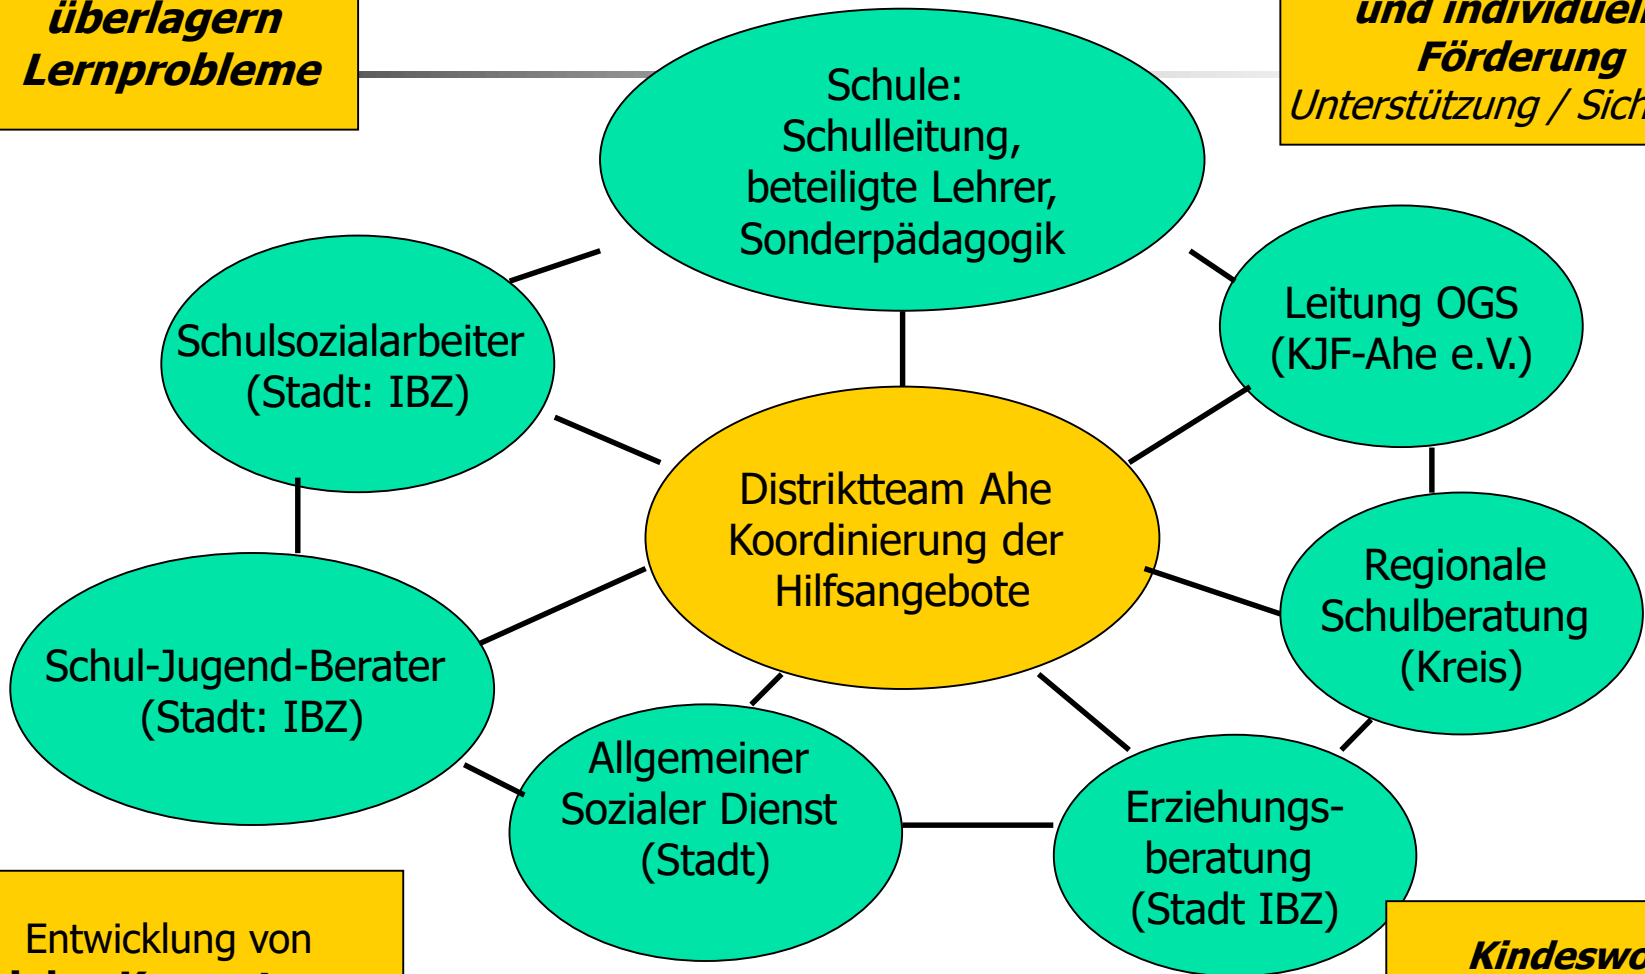 überlagern
Lernprobleme
Förderung
Unterstützung /
Schule:
Schulleitung,
beteiligte Lehrer,
Sonderpädagogik
Schulsozialarbeiter
(Stadt: IBZ)
Leitung OGS
(KJF-Ahe e.V.)
Distriktteam Ahe
Koordinierung der
Hilfsangebote
Regionale
Schulberatung
(Kreis)
Schul-Jugend-Berater
(Stadt: IBZ)
Allgemeiner
Sozialer Dienst
(Stadt)
Erziehungs-
beratung
(Stadt IBZ)
Entwicklung von